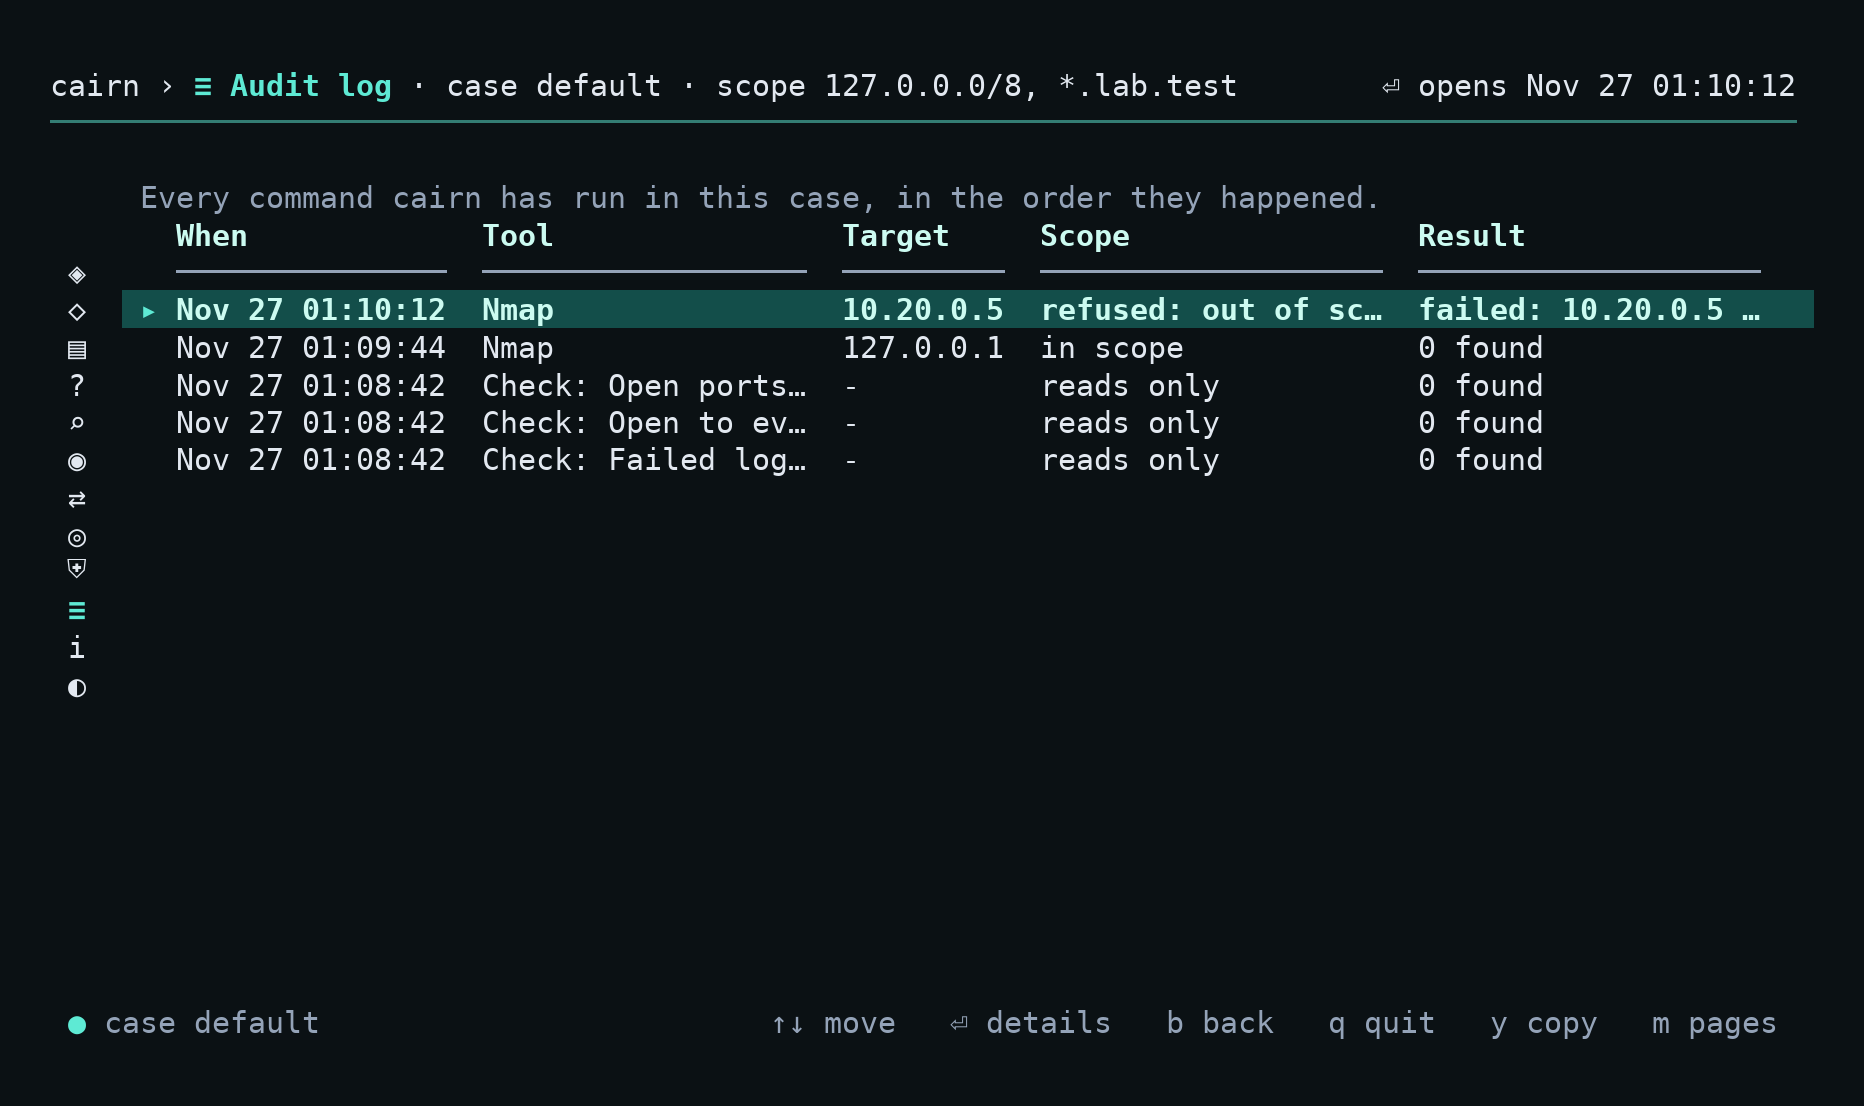 cairn › ≡ Audit log · case default · scope 127.0.0.0/8, *.lab.test ⏎ opens Nov 27 01:10:12
Every command cairn has run in this case, in the order they happened.
When Tool Target Scope Result
▸ Nov 27 01:10:12 Nmap 10.20.0.5 refused: out of sc… failed: 10.20.0.5 …
Nov 27 01:09:44 Nmap 127.0.0.1 in scope 0 found
Nov 27 01:08:42 Check: Open ports… - reads only 0 found
Nov 27 01:08:42 Check: Open to ev… - reads only 0 found
Nov 27 01:08:42 Check: Failed log… - reads only 0 found
● case default ↑↓ move ⏎ details b back q quit y copy m pages